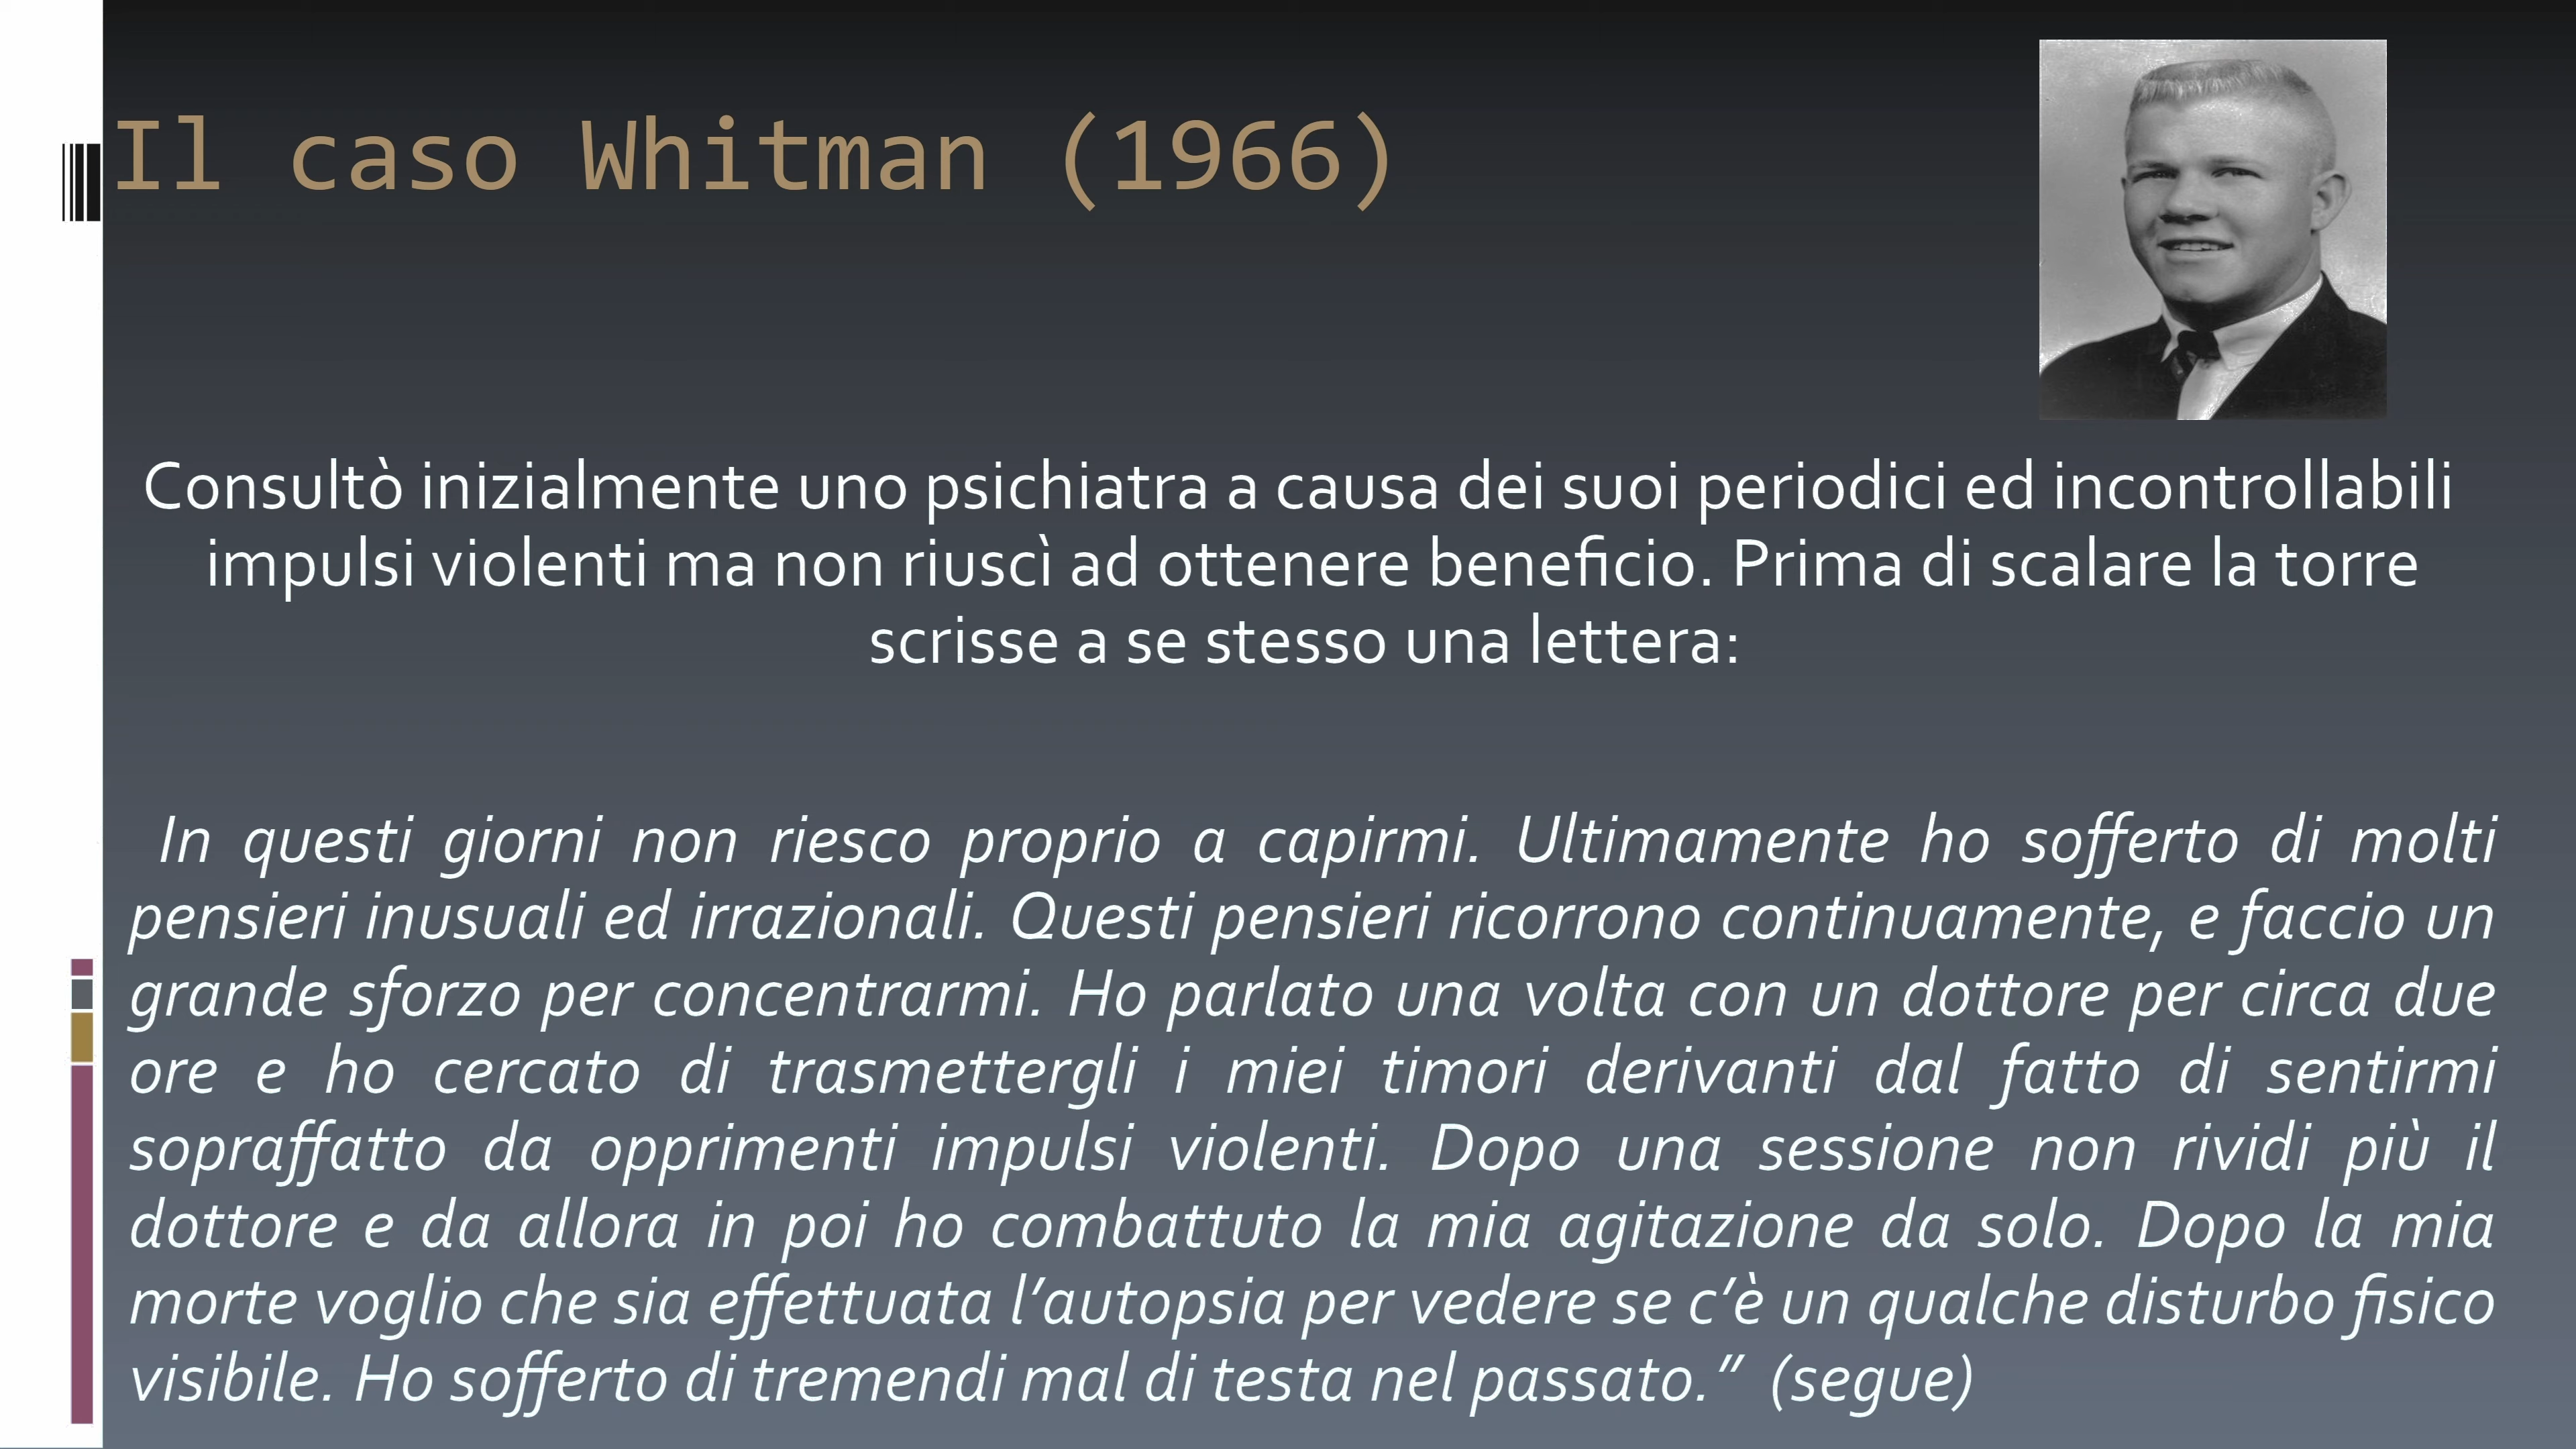 Il caso Whitman (1966)
Consultò inizialmente uno psichiatra a causa dei suoi periodici ed incontrollabili
impulsi violenti ma non riuscì ad ottenere beneficio. Prima di scalare la torre
scrisse a se stesso una lettera:
In questi giorni non riesco proprio a capirmi. Ultimamente ho sofferto di molti
pensieri inusuali ed irrazionali. Questi pensieri ricorrono continuamente, e faccio un
grande sforzo per concentrarmi. Ho parlato una volta con un dottore per circa due
ore e ho cercato di trasmettergli i miei timori derivanti dal fatto di sentirmi
sopraffatto da opprimenti impulsi violenti. Dopo una sessione non rividi più il
dottore e da allora in poi ho combattuto la mia agitazione da solo. Dopo la mia
morte voglio che sia effettuata l’autopsia per vedere se c’è un qualche disturbo fisico
visibile. Ho sofferto di tremendi mal di testa nel passato.” (segue)